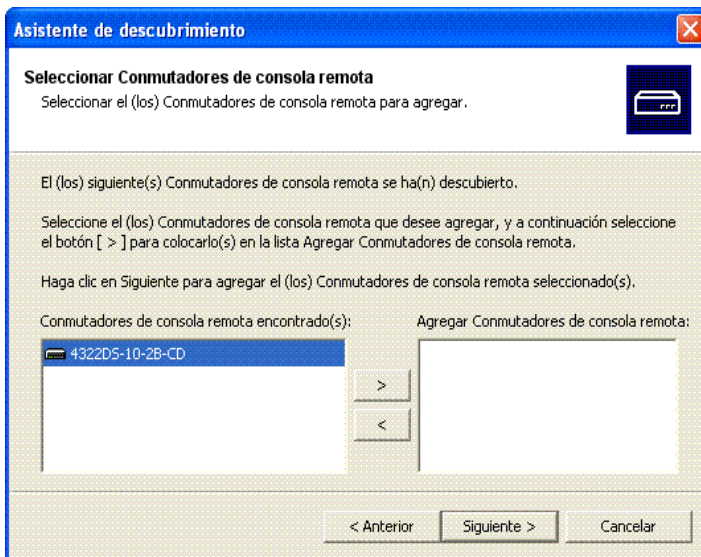 Asistente de descubrimiento
Seleccionar Conmutadores de consola remota
Seleccionar el (los) Conmutadores de consola remota para agregar.
El (los) siguiente(s) Conmutadores de consola remota se ha(n) descubierto.
Seleccione el (los) Conmutadores de consola remota que desee agregar, y a continuación seleccione
el botón [ > ] para colocarlo(s) en la lista Agregar Conmutadores de consola remota.
Haga clic en Siguiente para agregar el (los) Conmutadores de consola remota seleccionado(s).
Conmutadores de consola remota encontrado(s): Agregar Conmutadores de consola remota:
4322DS-10-2B-CD
>
<
< Anterior Siguiente > Cancelar